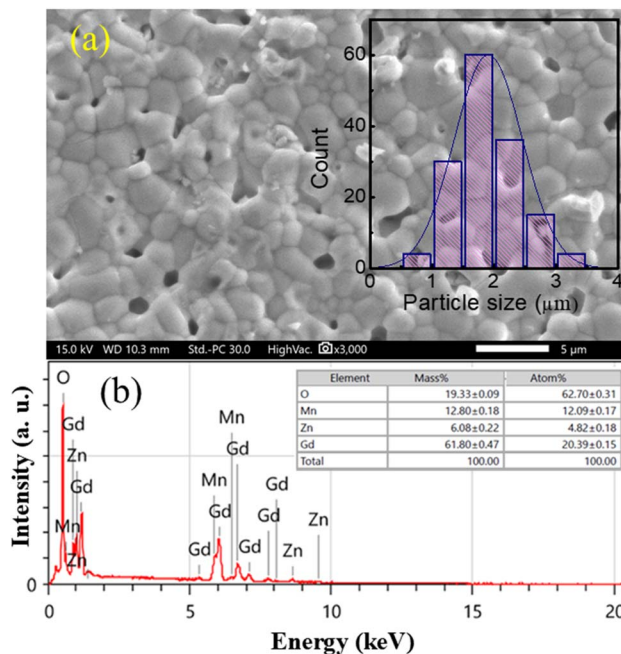 (a)
60
40
20
0
Count
0 1 2 3 4
Particle size (µm)
15.0 kV WD 10.3 mm Std.-PC 30.0 HighVac. x3,000 5 µm
(b)
Intensity (a. u.)
O
Gd
Zn
Gd
Mn
Zn
Mn
Gd
Mn
Gd
Gd
Gd
Gd
Gd
Zn
Zn
Element Mass% Atom%
O 19.33±0.09 62.70±0.31
Mn 12.80±0.18 12.09±0.17
Zn 6.08±0.22 4.82±0.18
Gd 61.80±0.47 20.39±0.15
Total 100.00 100.00
0
0 5 10 15 20
Energy (keV)